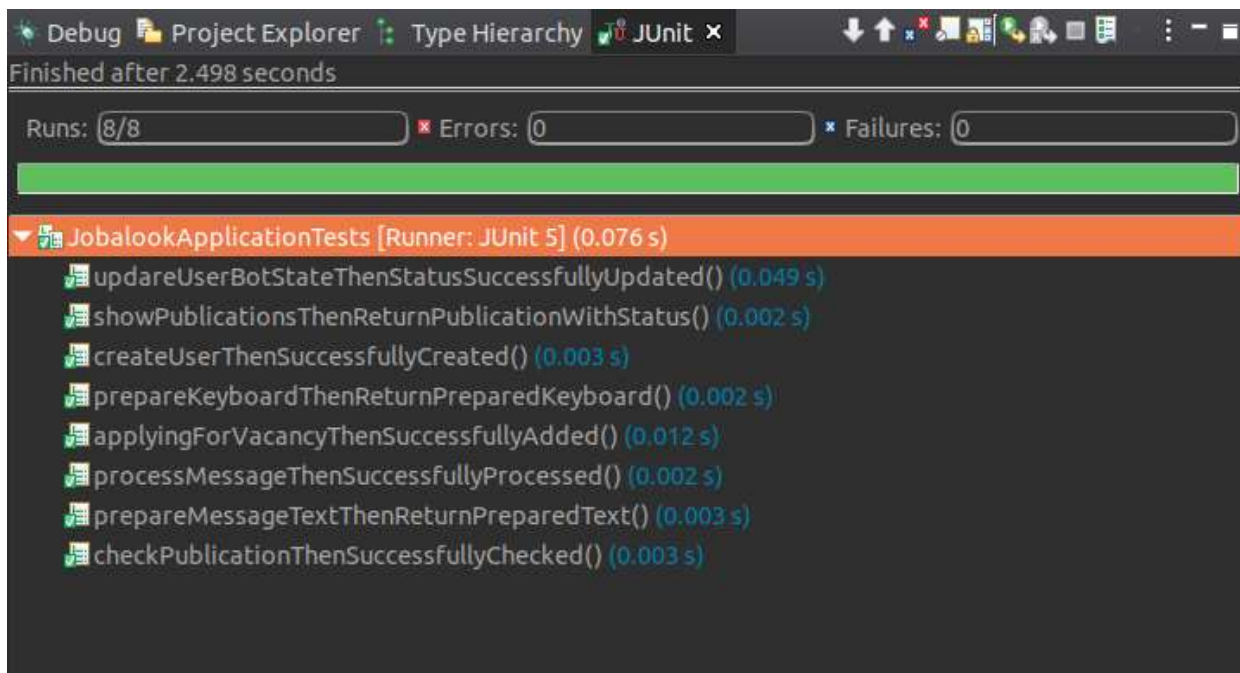 Debug Project Explorer Type Hierarchy JUnit
Finished after 2.498 seconds
Runs: 8/8 Errors: 0 Failures: 0
JobalookApplicationTests [Runner: JUnit 5] (0.076 s)
updareUserBotStateThenStatusSuccessfullyUpdated() (0.049 s)
showPublicationsThenReturnPublicationWithStatus() (0.002 s)
createUserThenSuccessfullyCreated() (0.003 s)
prepareKeyboardThenReturnPreparedKeyboard() (0.002 s)
applyingForVacancyThenSuccessfullyAdded() (0.012 s)
processMessageThenSuccessfullyProcessed() (0.002 s)
prepareMessageTextThenReturnPreparedText() (0.003 s)
checkPublicationThenSuccessfullyChecked() (0.003 s)